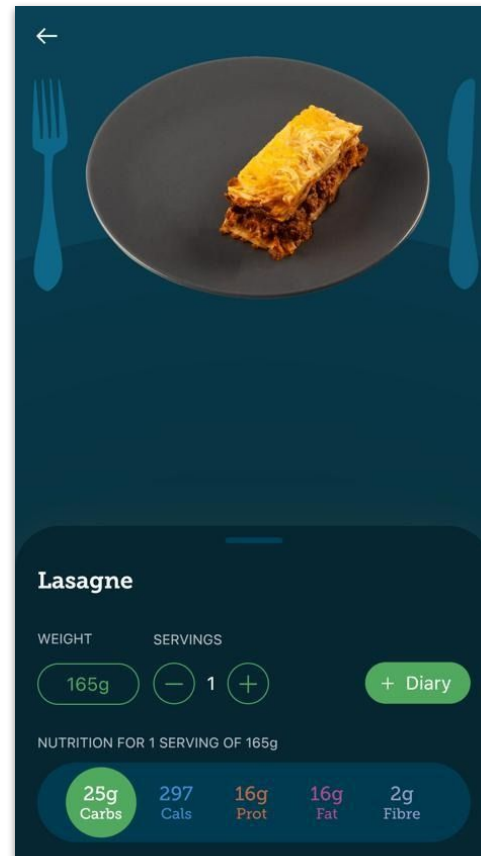 Lasagne
WEIGHT SERVINGS
165g — 1 + + Diary
NUTRITION FOR 1 SERVING OF 165g
25g 297 16g 16g 2g
Carbs Cals Prot Fat Fibre